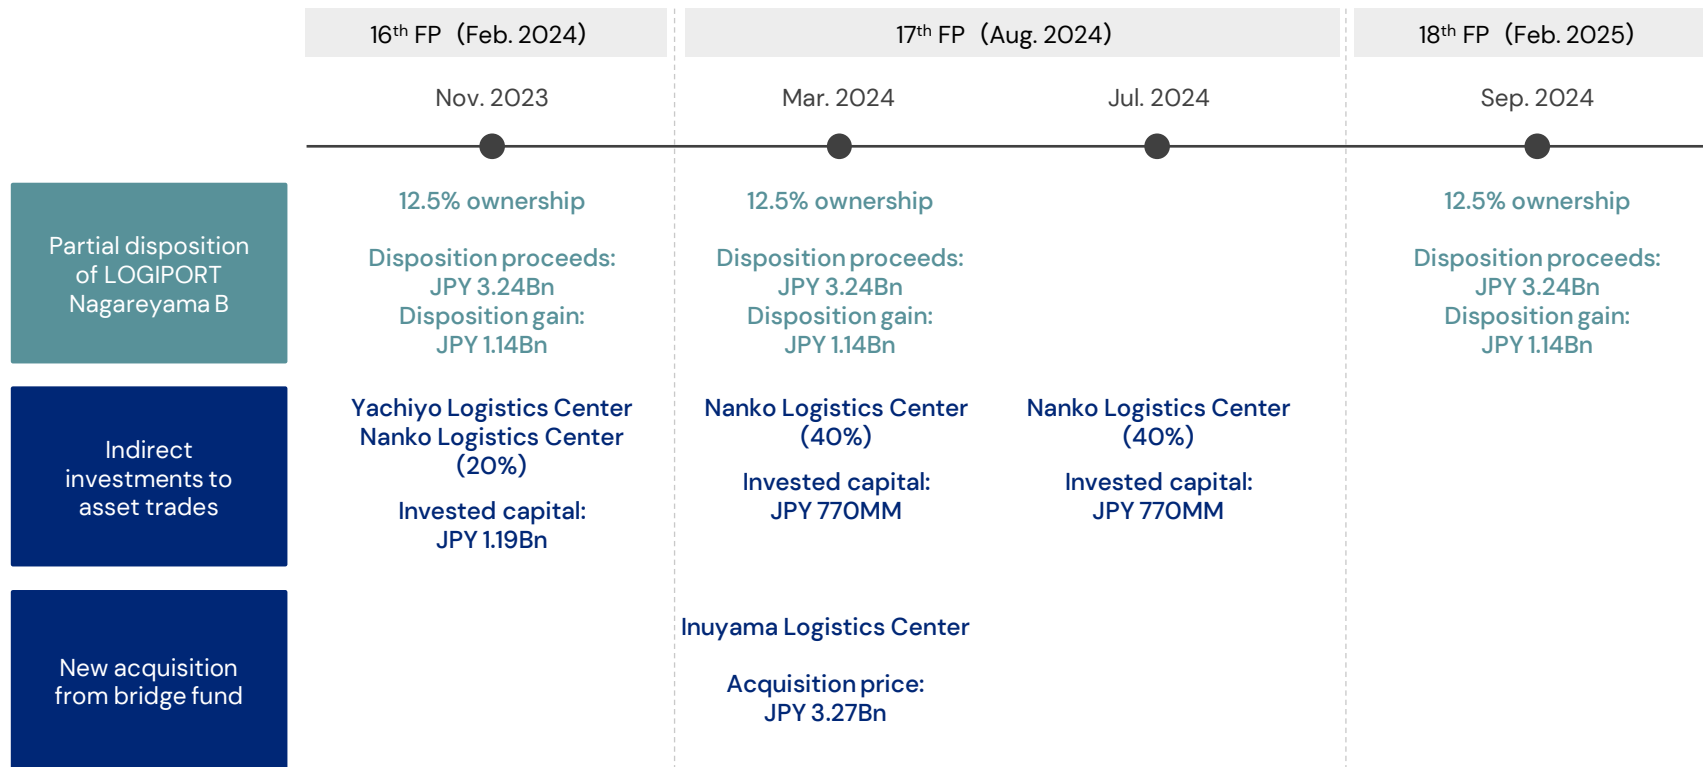 16th FP (Feb. 2024)
17th FP (Aug. 2024)
18th FP (Feb. 2025)
Nov. 2023
Mar. 2024
Jul. 2024
Sep. 2024
Partial disposition
of LOGIPORT
Nagareyama B
12.5% ownership
Disposition proceeds:
JPY 3.24Bn
Disposition gain:
JPY 1.14Bn
12.5% ownership
Disposition proceeds:
JPY 3.24Bn
Disposition gain:
JPY 1.14Bn
12.5% ownership
Disposition proceeds:
JPY 3.24Bn
Disposition gain:
JPY 1.14Bn
Indirect
investments to
asset trades
Yachiyo Logistics Center
Nanko Logistics Center
(20%)
Invested capital:
JPY 1.19Bn
Nanko Logistics Center
(40%)
Invested capital:
JPY 770MM
Nanko Logistics Center
(40%)
Invested capital:
JPY 770MM
New acquisition
from bridge fund
Inuyama Logistics Center
Acquisition price:
JPY 3.27Bn